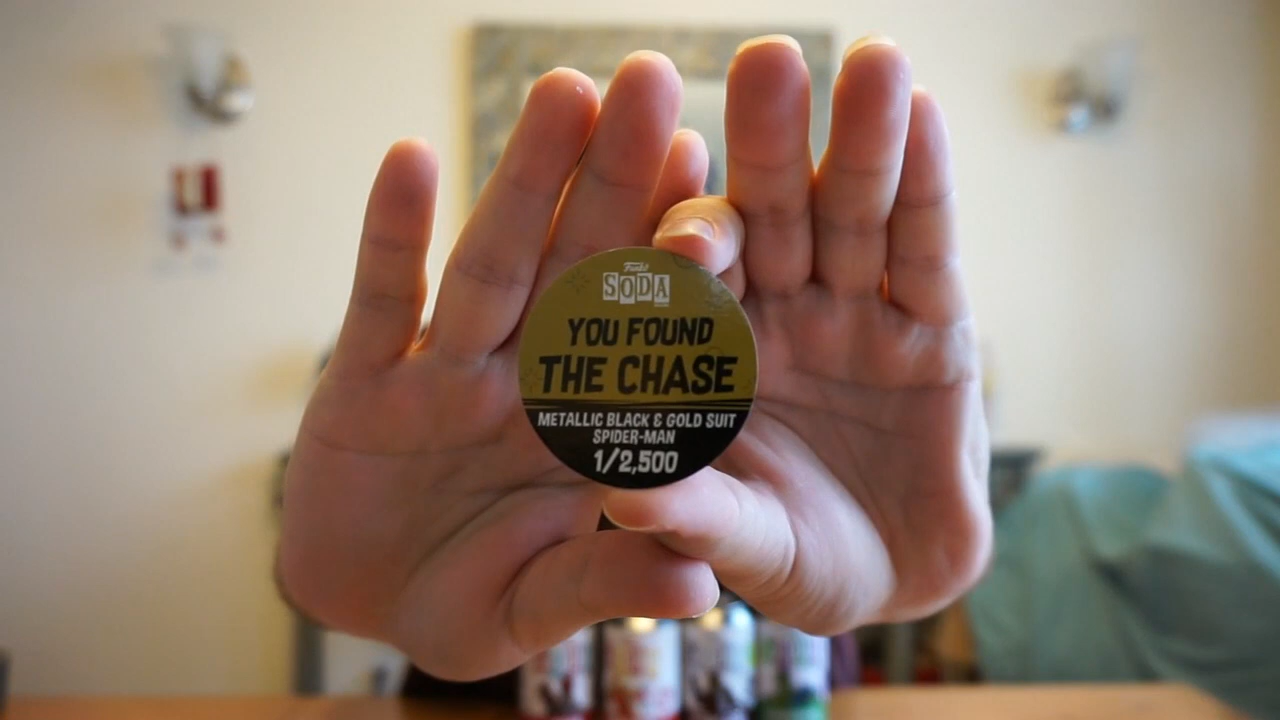 Funko
SODA
YOU FOUND
THE CHASE
METALLIC BLACK & GOLD SUIT
SPIDER-MAN
1/2,500